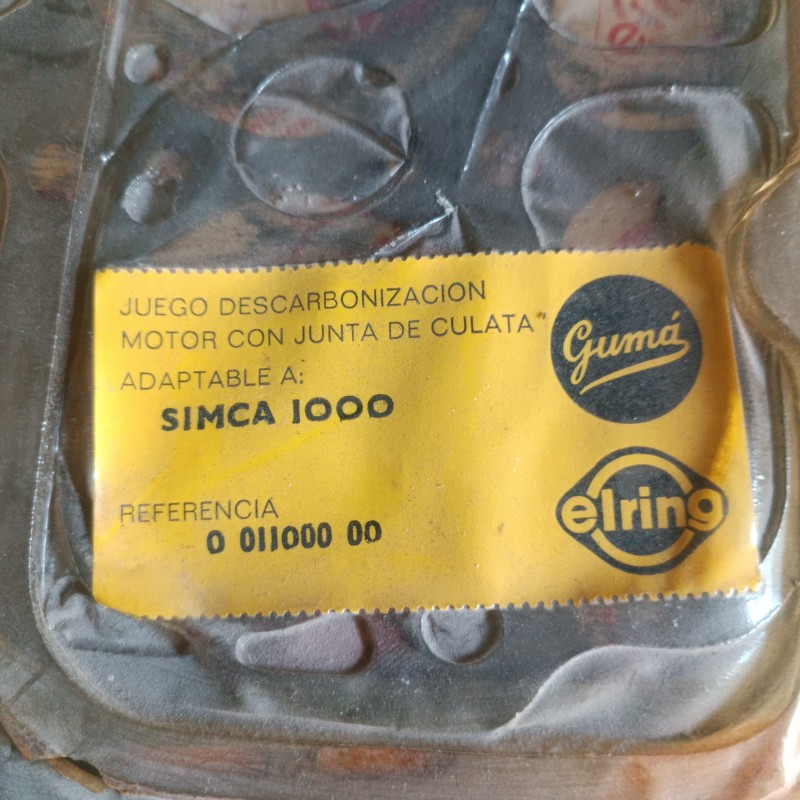 JUEGO DESCARBONIZACION
MOTOR CON JUNTA DE CULATA
ADAPTABLE A:
SIMCA 1000
REFERENCIA
0 011000 00
Gumá
elring